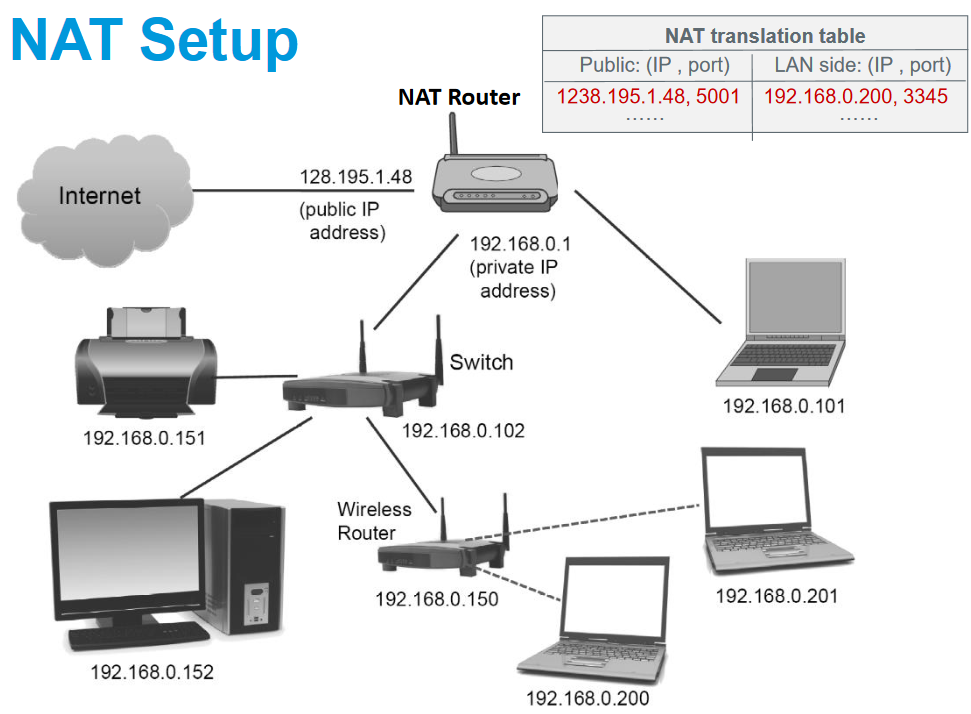 NAT Setup
NAT translation table
Public: (IP , port) LAN side: (IP , port)
1238.195.1.48, 5001 192.168.0.200, 3345
...... ......
NAT Router
128.195.1.48
(public IP
address)
Internet
192.168.0.1
(private IP
address)
Switch
192.168.0.101
192.168.0.151
192.168.0.102
Wireless
Router
192.168.0.150
192.168.0.201
192.168.0.152
192.168.0.200